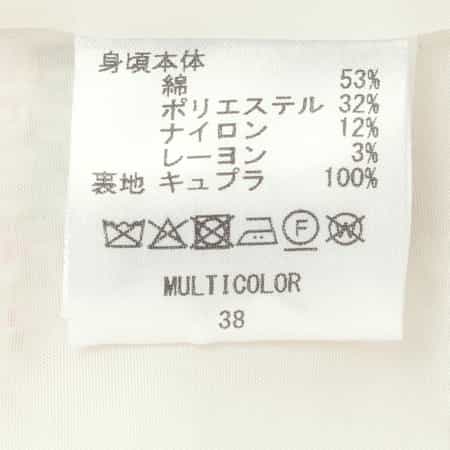 身頃本体
綿 53%
ポリエステル 32%
ナイロン 12%
レーヨン 3%
裏地 キュプラ 100%
F W
MULTICOLOR
38